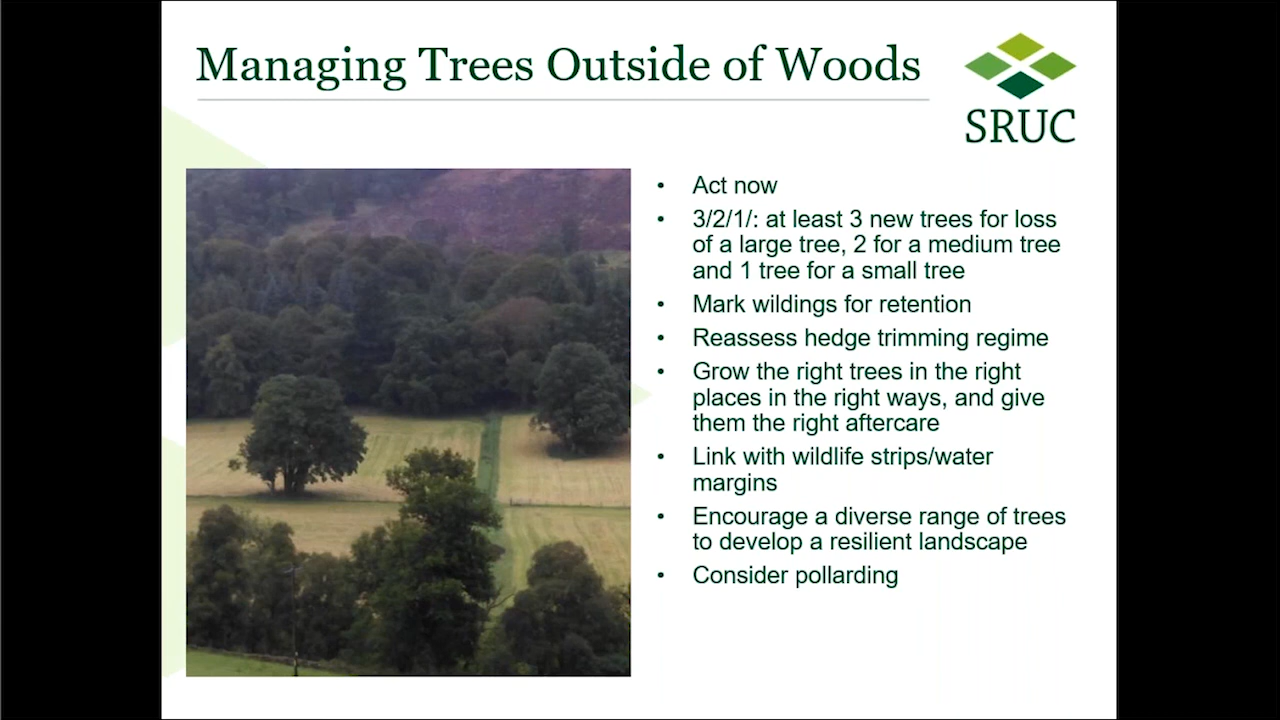 Managing Trees Outside of Woods
SRUC
• Act now
• 3/2/1/: at least 3 new trees for loss
of a large tree, 2 for a medium tree
and 1 tree for a small tree
• Mark wildings for retention
• Reassess hedge trimming regime
• Grow the right trees in the right
places in the right ways, and give
them the right aftercare
• Link with wildlife strips/water
margins
• Encourage a diverse range of trees
to develop a resilient landscape
• Consider pollarding